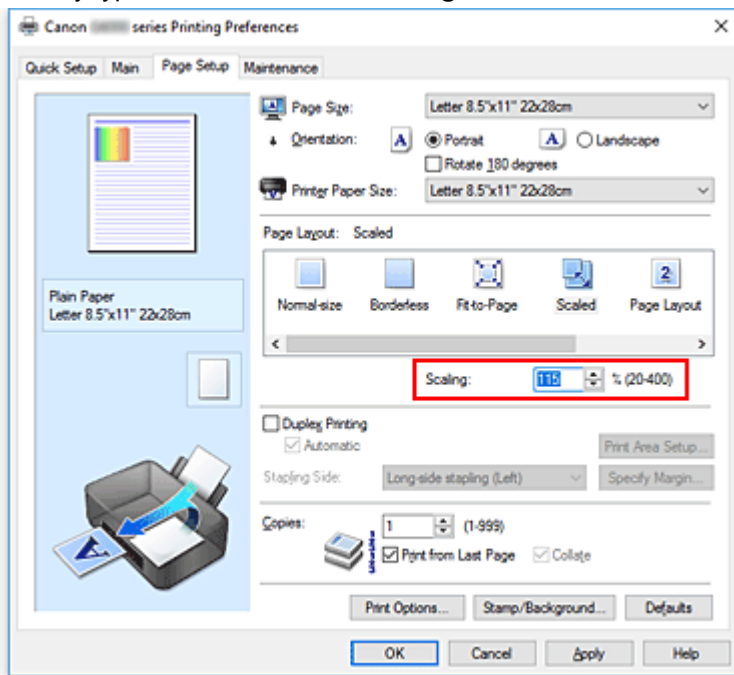 Canon series Printing Preferences
Quick Setup Main Page Setup Maintenance
Page Size: Letter 8.5"x11" 22x28cm
Orientation: A Portrait A Landscape
Rotate 180 degrees
Printer Paper Size: Letter 8.5"x11" 22x28cm
Page Layout: Scaled
Normal-size Borderless Fit-to-Page Scaled 2 Page Layout
Plain Paper
Letter 8.5"x11" 22x28cm
Scaling: 115 % (20-400)
Duplex Printing
Automatic
Print Area Setup...
Stapling Side: Long-side stapling (Left) Specify Margin...
Copies: 1 (1-999)
Print from Last Page Collate
A
Print Options... Stamp/Background... Defaults
OK Cancel Apply Help